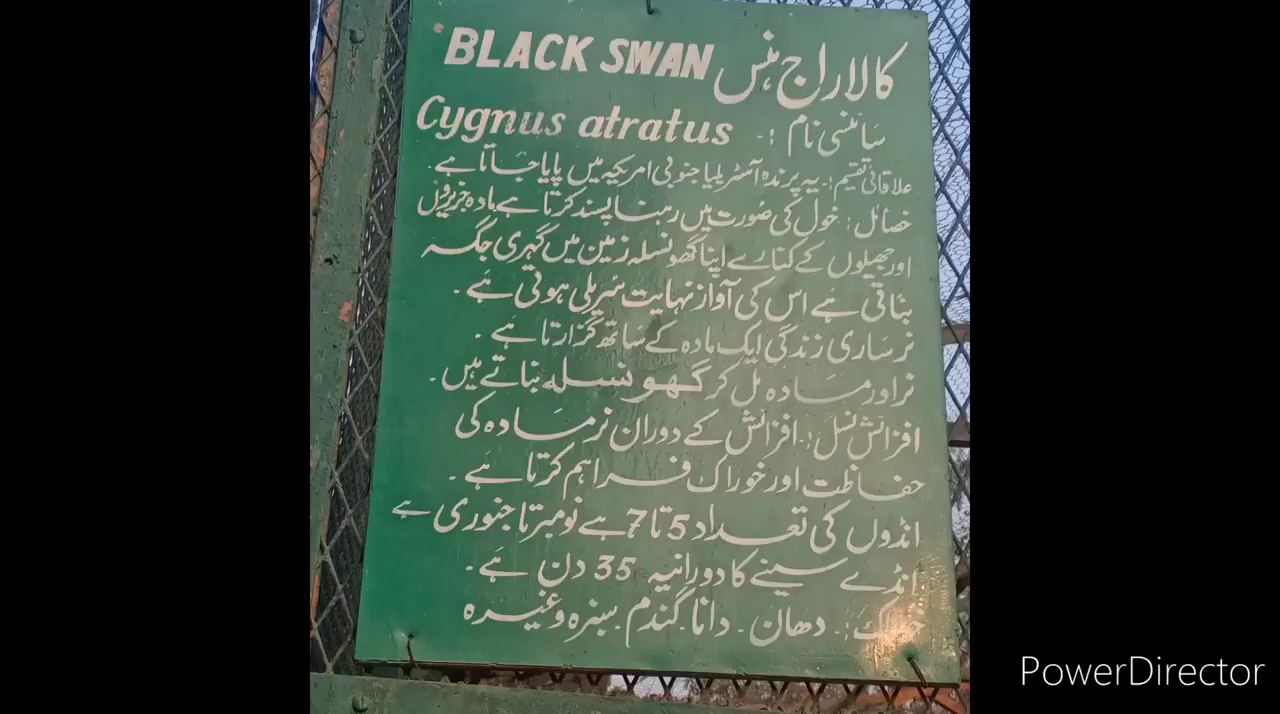 BLACK SWAN کالا راج ہنس
Cygnus atratus سائنسی نام :-
علاقائی تقسیم :- یہ پرندہ آسٹریلیا جنوبی امریکہ میں پایا جاتا ہے۔
خصائل : غول کی صورت میں رہنا پسند کرتا ہے مادہ جزیروں
اور جھیلوں کے کنارے اپنا گھونسلہ زمین میں گہری جگہ
بناتی ہے اس کی آواز نہایت سریلی ہوتی ہے۔
نر ساری زندگی ایک مادہ کے ساتھ گزارتا ہے۔
نر اور مادہ مل کر گھونسلہ بناتے ہیں۔
افزائش نسل :- افزائش کے دوران نر مادہ کی
حفاظت اور خوراک فراہم کرتا ہے۔
انڈوں کی تعداد 5 تا 7 ہے نومبر تا جنوری ہے
انڈے سینے کا دورانیہ 35 دن ہے۔
خوراک :- دھان - دانا - گندم - سبزہ وغیرہ
PowerDirector